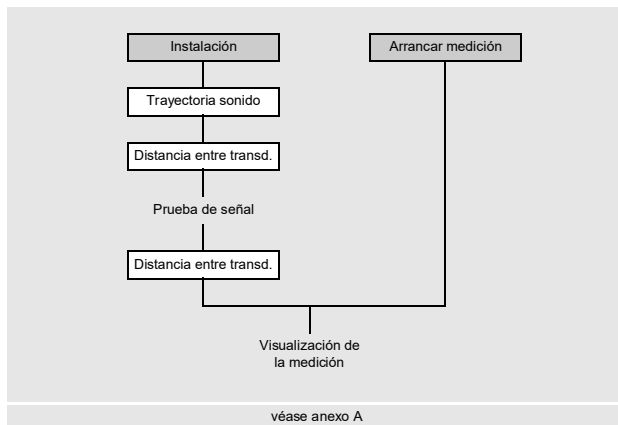 Instalación
Arrancar medición
Trayectoria sonido
Distancia entre transd.
Prueba de señal
Distancia entre transd.
Visualización de
la medición
véase anexo A